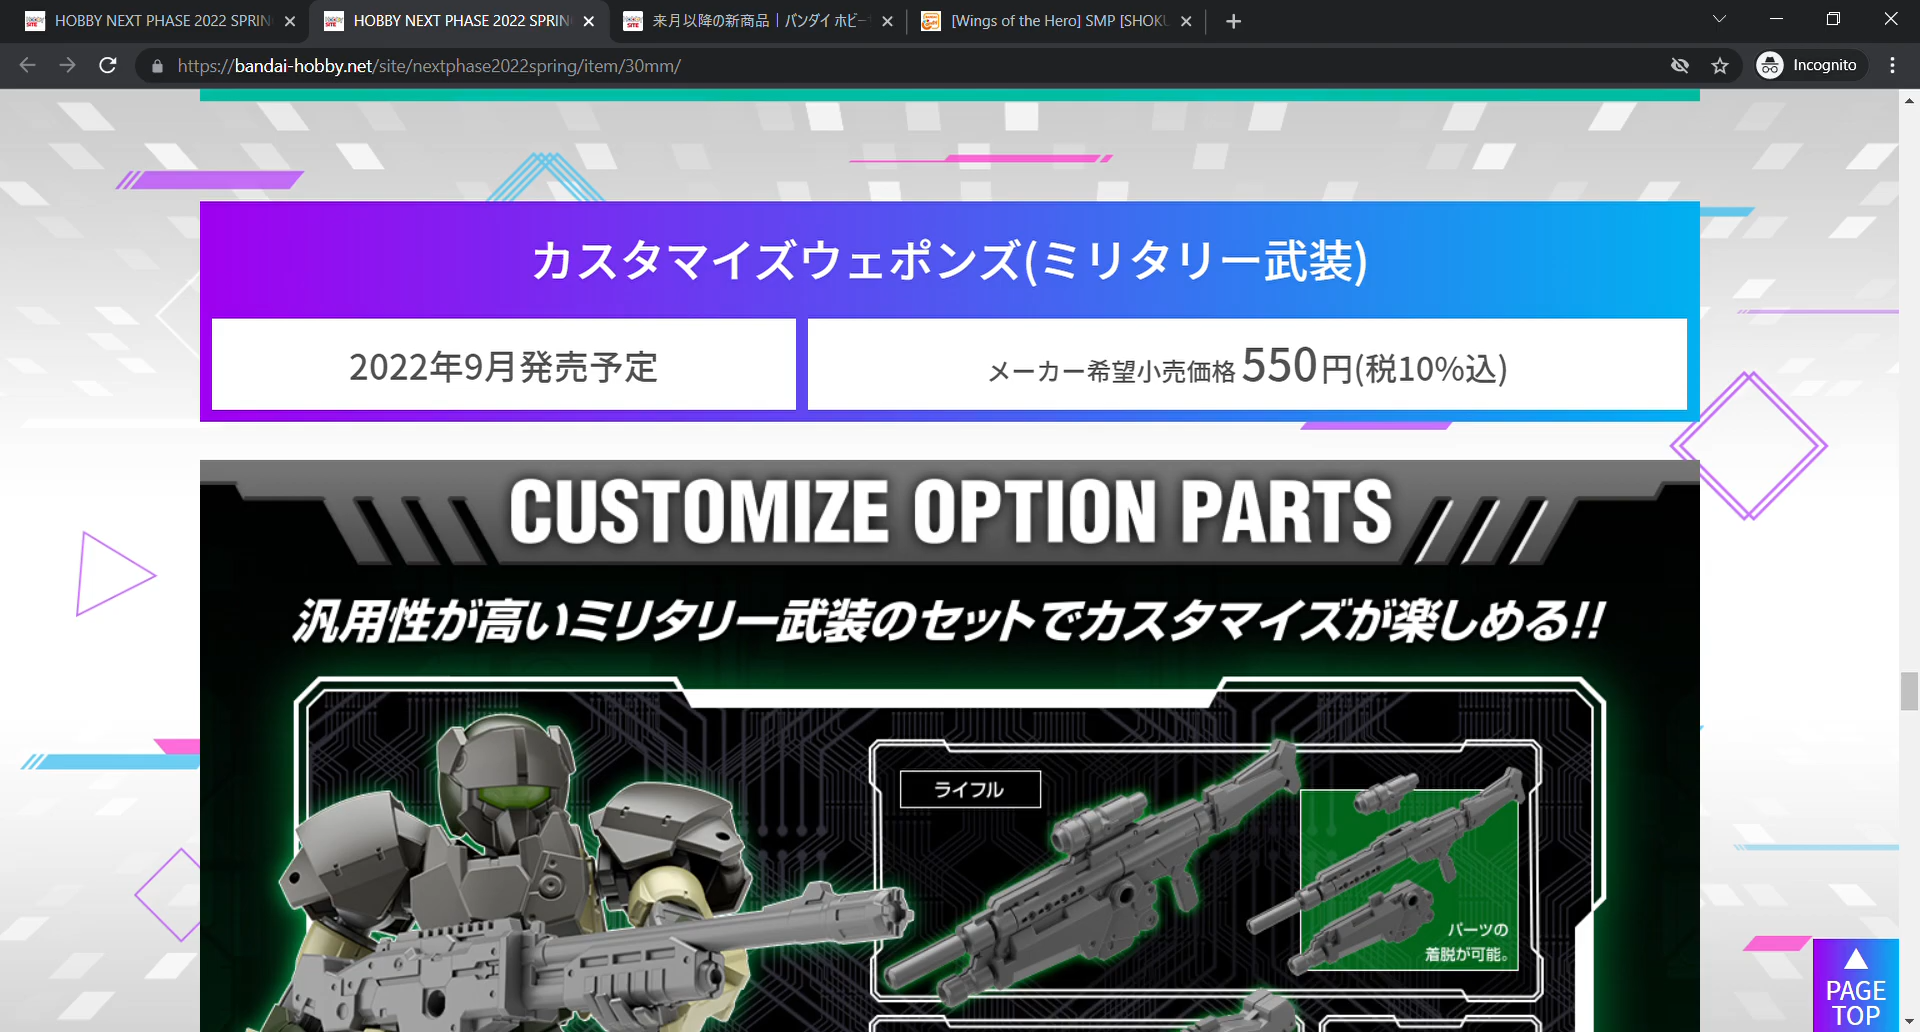 HOBBY NEXT PHASE 2022 SPRIN
HOBBY NEXT PHASE 2022 SPRIN
来月以降の新商品｜バンダイ ホビー
[Wings of the Hero] SMP [SHOKU
https://bandai-hobby.net/site/nextphase2022spring/item/30mm/
Incognito
カスタマイズウェポンズ(ミリタリー武装)
2022年9月発売予定
メーカー希望小売価格 550円(税10%込)
CUSTOMIZE OPTION PARTS
汎用性が高いミリタリー武装のセットでカスタマイズが楽しめる!!
ライフル
パーツの
着脱が可能。
PAGE
TOP